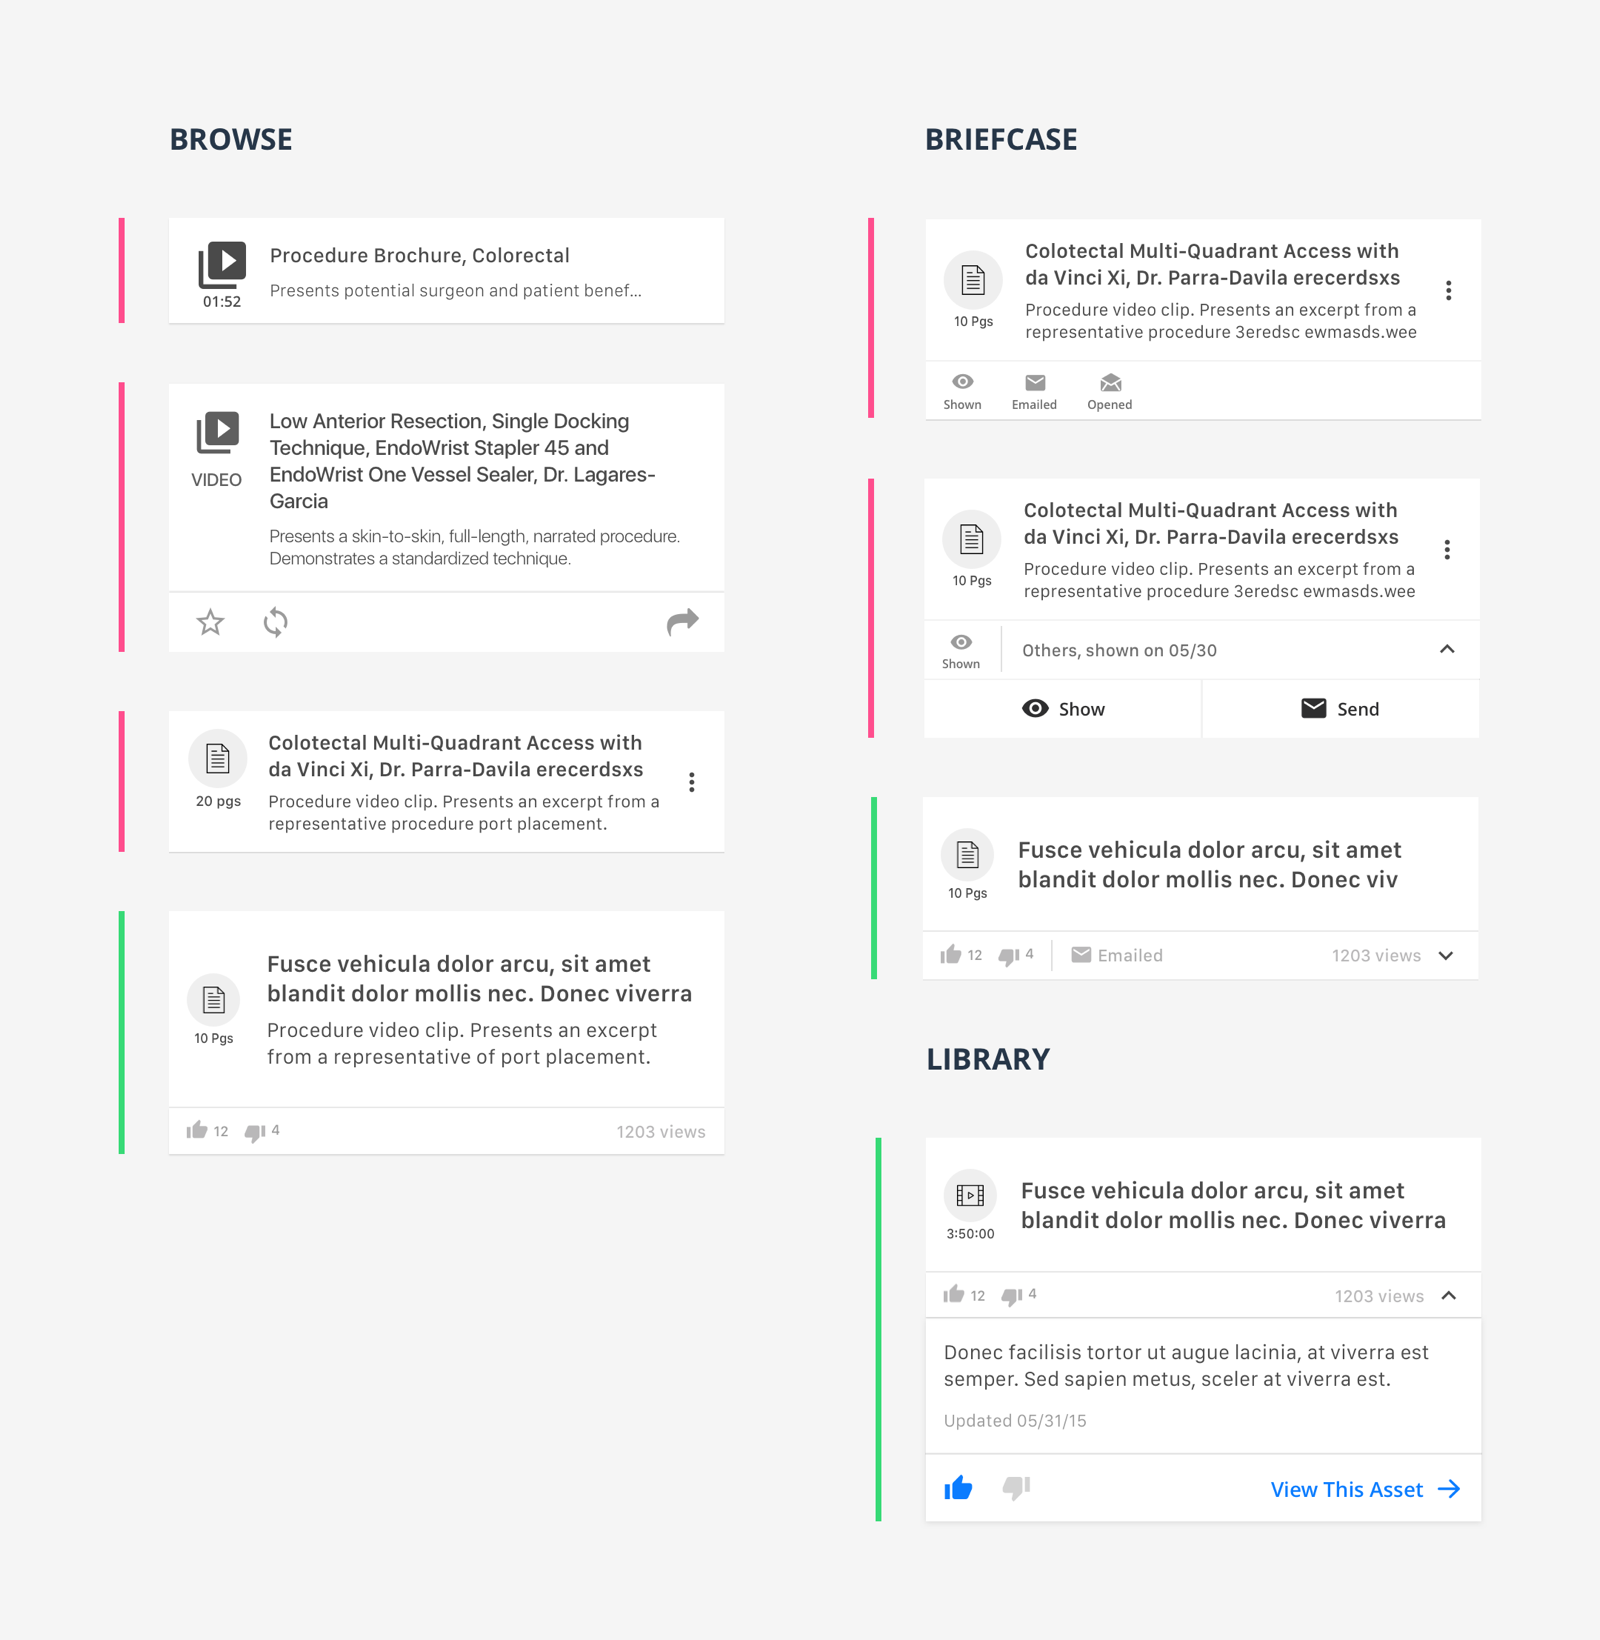 BROWSE
01:52
Procedure Brochure, Colorectal
Presents potential surgeon and patient benef...
VIDEO
Low Anterior Resection, Single Docking
Technique, EndoWrist Stapler 45 and
EndoWrist One Vessel Sealer, Dr. Lagares-
Garcia
Presents a skin-to-skin, full-length, narrated procedure.
Demonstrates a standardized technique.
20 pgs
Colotectal Multi-Quadrant Access with
da Vinci Xi, Dr. Parra-Davila erecerdsxs
Procedure video clip. Presents an excerpt from a
representative procedure port placement.
10 Pgs
Fusce vehicula dolor arcu, sit amet
blandit dolor mollis nec. Donec viverra
Procedure video clip. Presents an excerpt
from a representative of port placement.
12 4 1203 views
BRIEFCASE
10 Pgs
Colotectal Multi-Quadrant Access with
da Vinci Xi, Dr. Parra-Davila erecerdsxs
Procedure video clip. Presents an excerpt from a
representative procedure 3eredsc ewmasds.wee
Shown Emailed Opened
10 Pgs
Colotectal Multi-Quadrant Access with
da Vinci Xi, Dr. Parra-Davila erecerdsxs
Procedure video clip. Presents an excerpt from a
representative procedure 3eredsc ewmasds.wee
Shown
Others, shown on 05/30
Show Send
10 Pgs
Fusce vehicula dolor arcu, sit amet
blandit dolor mollis nec. Donec viv
12 4 Emailed 1203 views
LIBRARY
3:50:00
Fusce vehicula dolor arcu, sit amet
blandit dolor mollis nec. Donec viverra
12 4 1203 views
Donec facilisis tortor ut augue lacinia, at viverra est
semper. Sed sapien metus, sceler at viverra est.
Updated 05/31/15
View This Asset